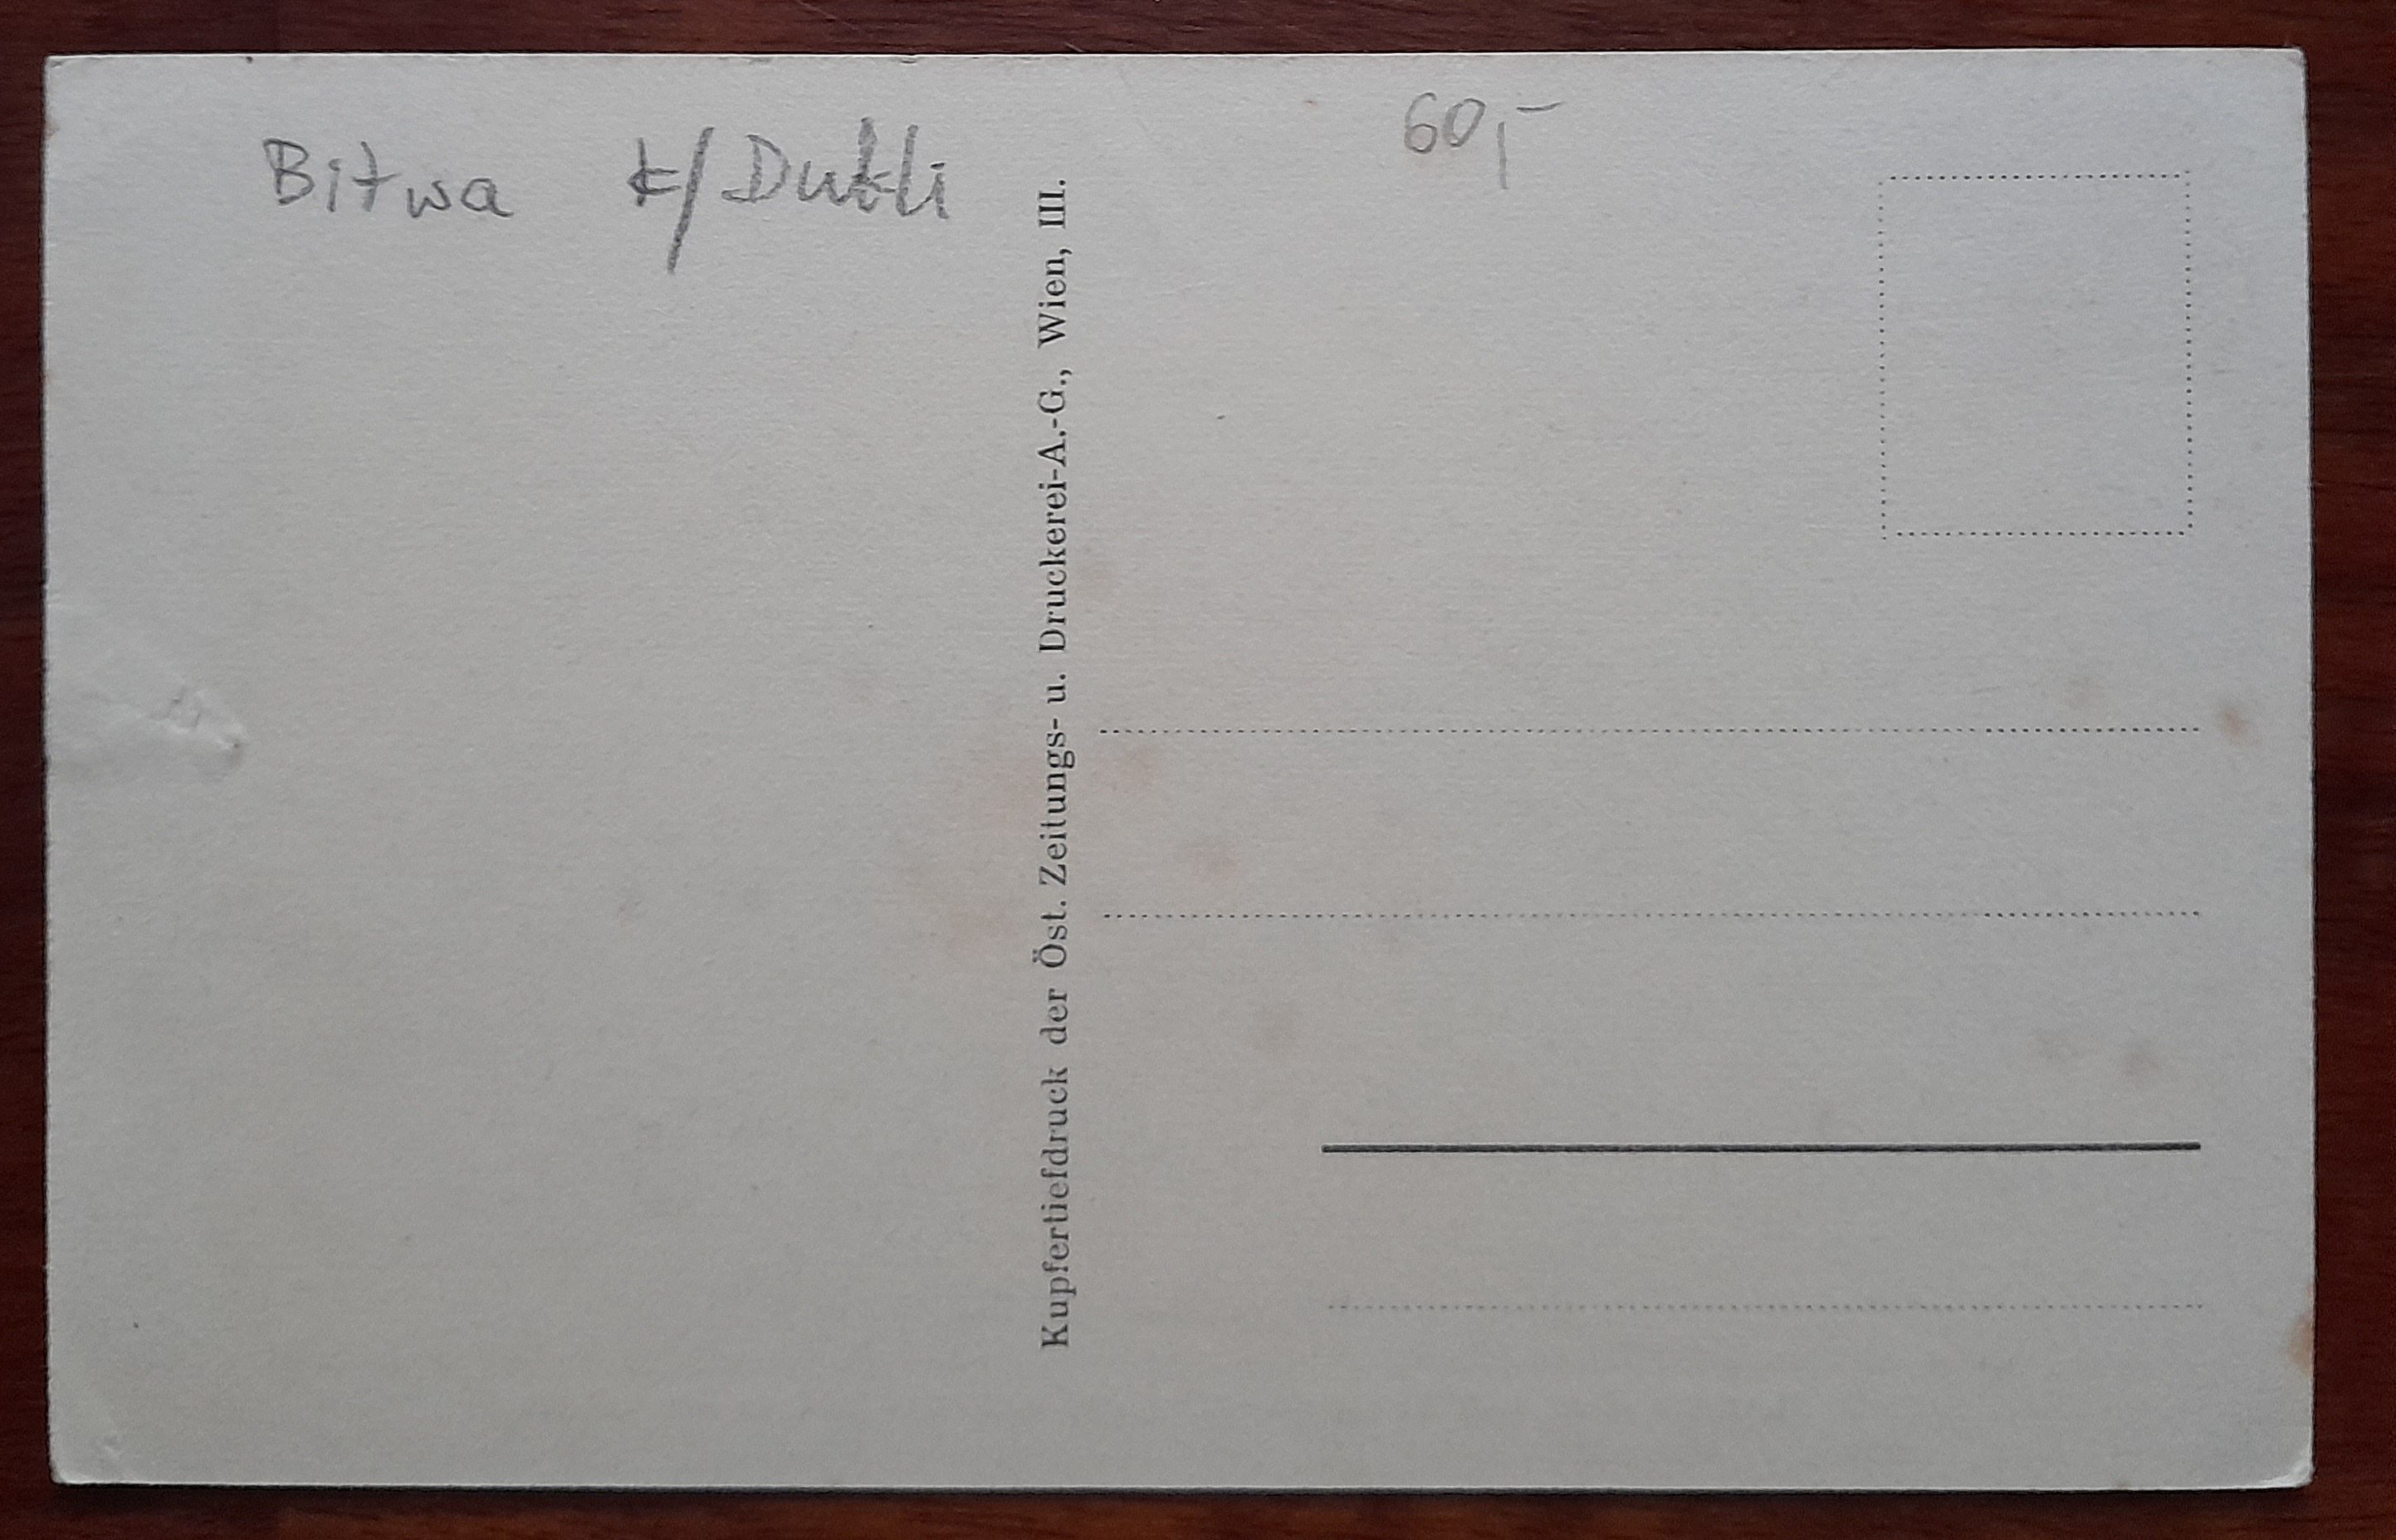 Bitwa k/Dukli
60,-
Kupfertiefdruck der Öst. Zeitungs- u. Druckerei-A.-G., Wien, III.